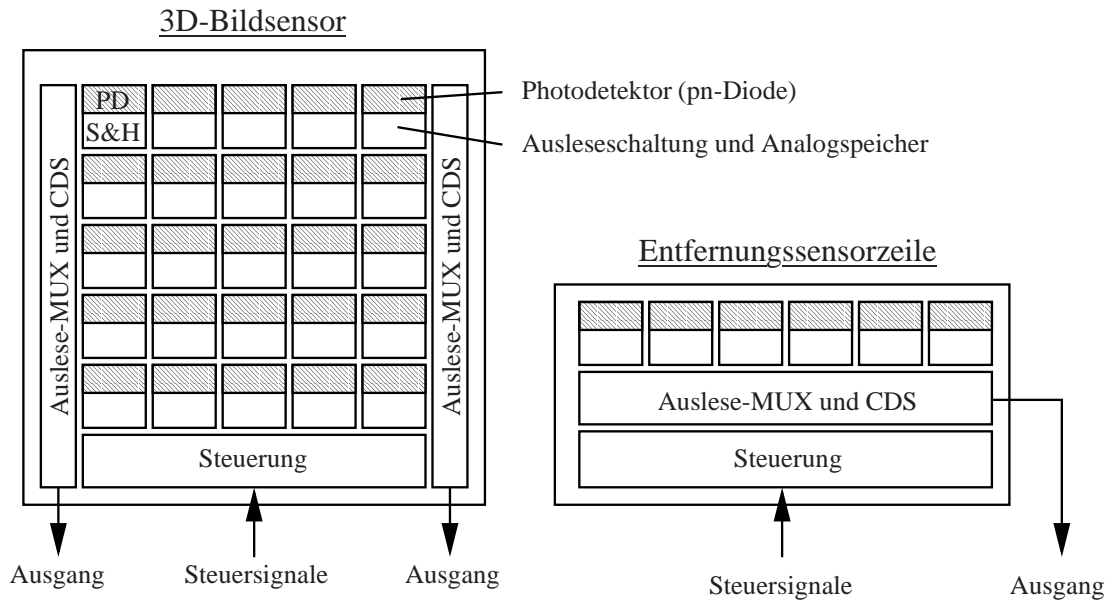 3D-Bildsensor
PD
S&H
Auslese-MUX und CDS
Auslese-MUX und CDS
Steuerung
Ausgang
Steuersignale
Ausgang
Photodetektor (pn-Diode)
Ausleseschaltung und Analogspeicher
Entfernungssensorzeile
Auslese-MUX und CDS
Steuerung
Steuersignale
Ausgang